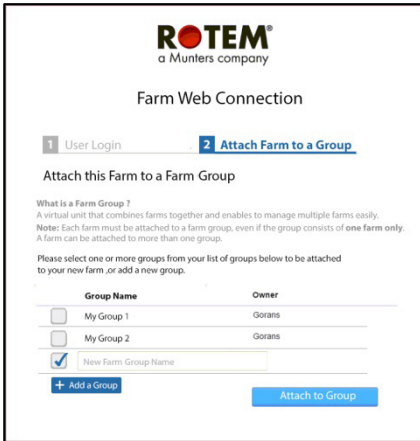 ROTEM®
a Munters company
Farm Web Connection
1 User Login 2 Attach Farm to a Group
Attach this Farm to a Farm Group
What is a Farm Group ?
A virtual unit that combines farms together and enables to manage multiple farms easily.
Note: Each farm must be attached to a farm group, even if the group consists of one farm only.
A farm can be attached to more than one group.
Please select one or more groups from your list of groups below to be attached
to your new farm ,or add a new group.
Group Name Owner
My Group 1 Gorans
My Group 2 Gorans
New Farm Group Name
+ Add a Group
Attach to Group